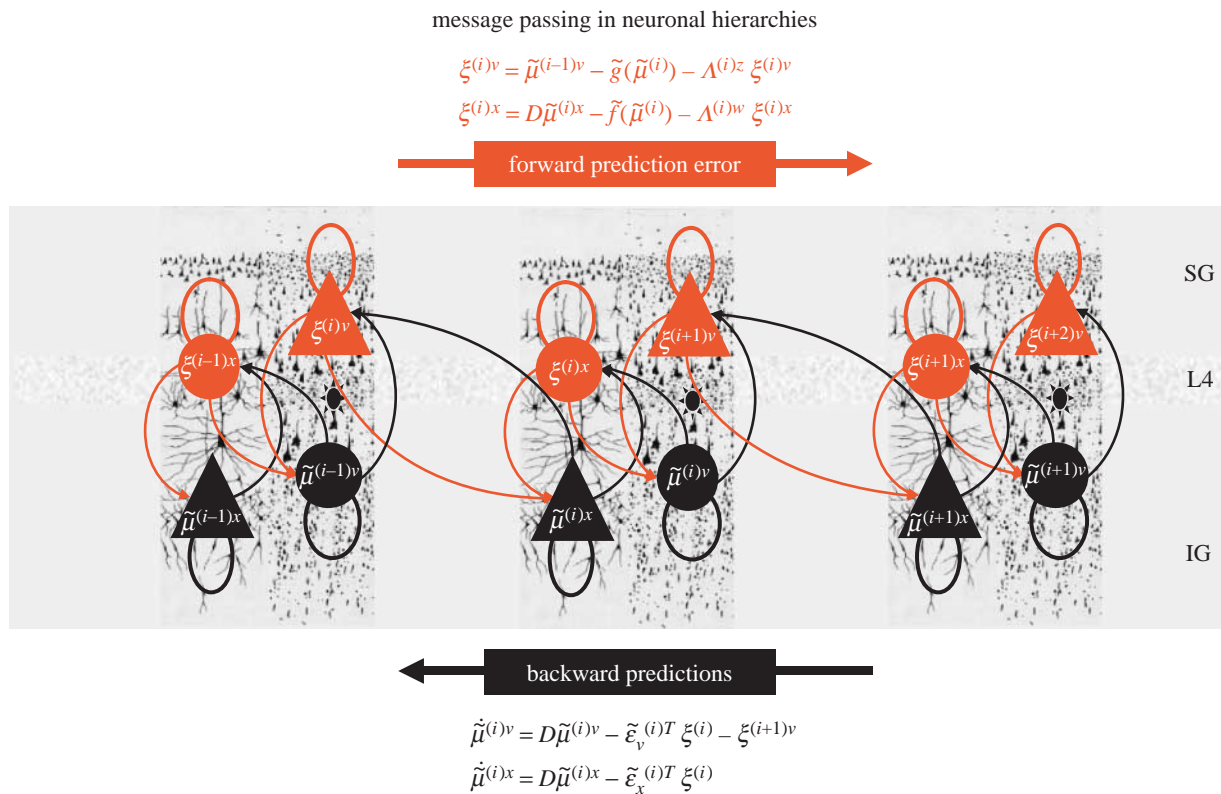 message passing in neuronal hierarchies
ξ^(i)v = μ̃^(i–1)v – g̃(μ̃^(i)) – Λ^(i)z ξ^(i)v
ξ^(i)x = Dμ̃^(i)x – f̃(μ̃^(i)) – Λ^(i)w ξ^(i)x
forward prediction error
SG
ξ^(i)v ξ^(i+1)v ξ^(i+2)v
ξ^(i–1)x ξ^(i)x ξ^(i+1)x
L4
μ̃^(i–1)v μ̃^(i)v μ̃^(i+1)v
μ̃^(i–1)x μ̃^(i)x μ̃^(i+1)x
IG
backward predictions
μ̃̇^(i)v = Dμ̃^(i)v – ε̃_v^(i)T ξ^(i) – ξ^(i+1)v
μ̃̇^(i)x = Dμ̃^(i)x – ε̃_x^(i)T ξ^(i)